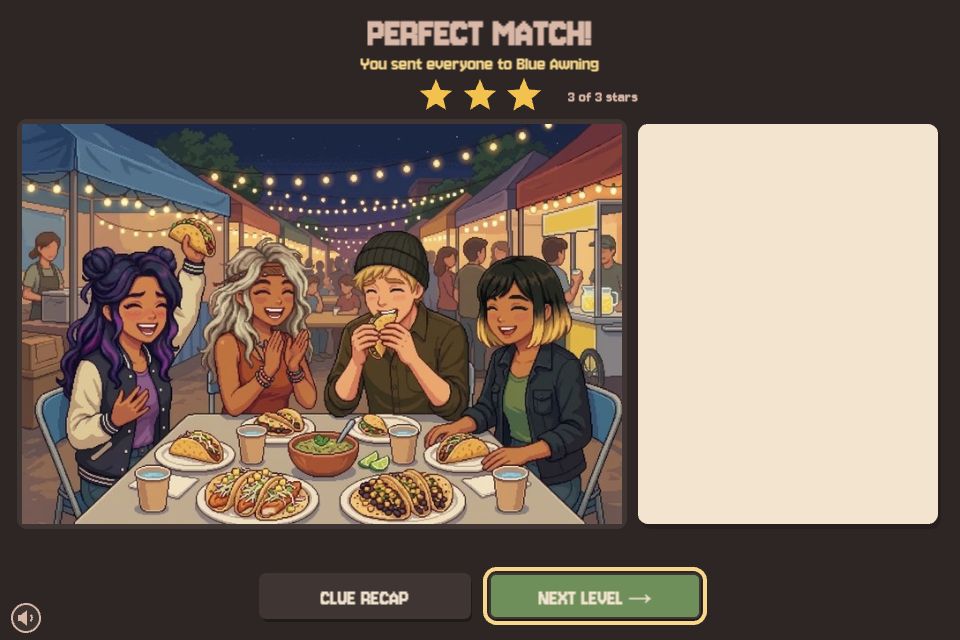 PERFECT MATCH!
You sent everyone to Blue Awning
3 of 3 stars
CLUE RECAP
NEXT LEVEL →